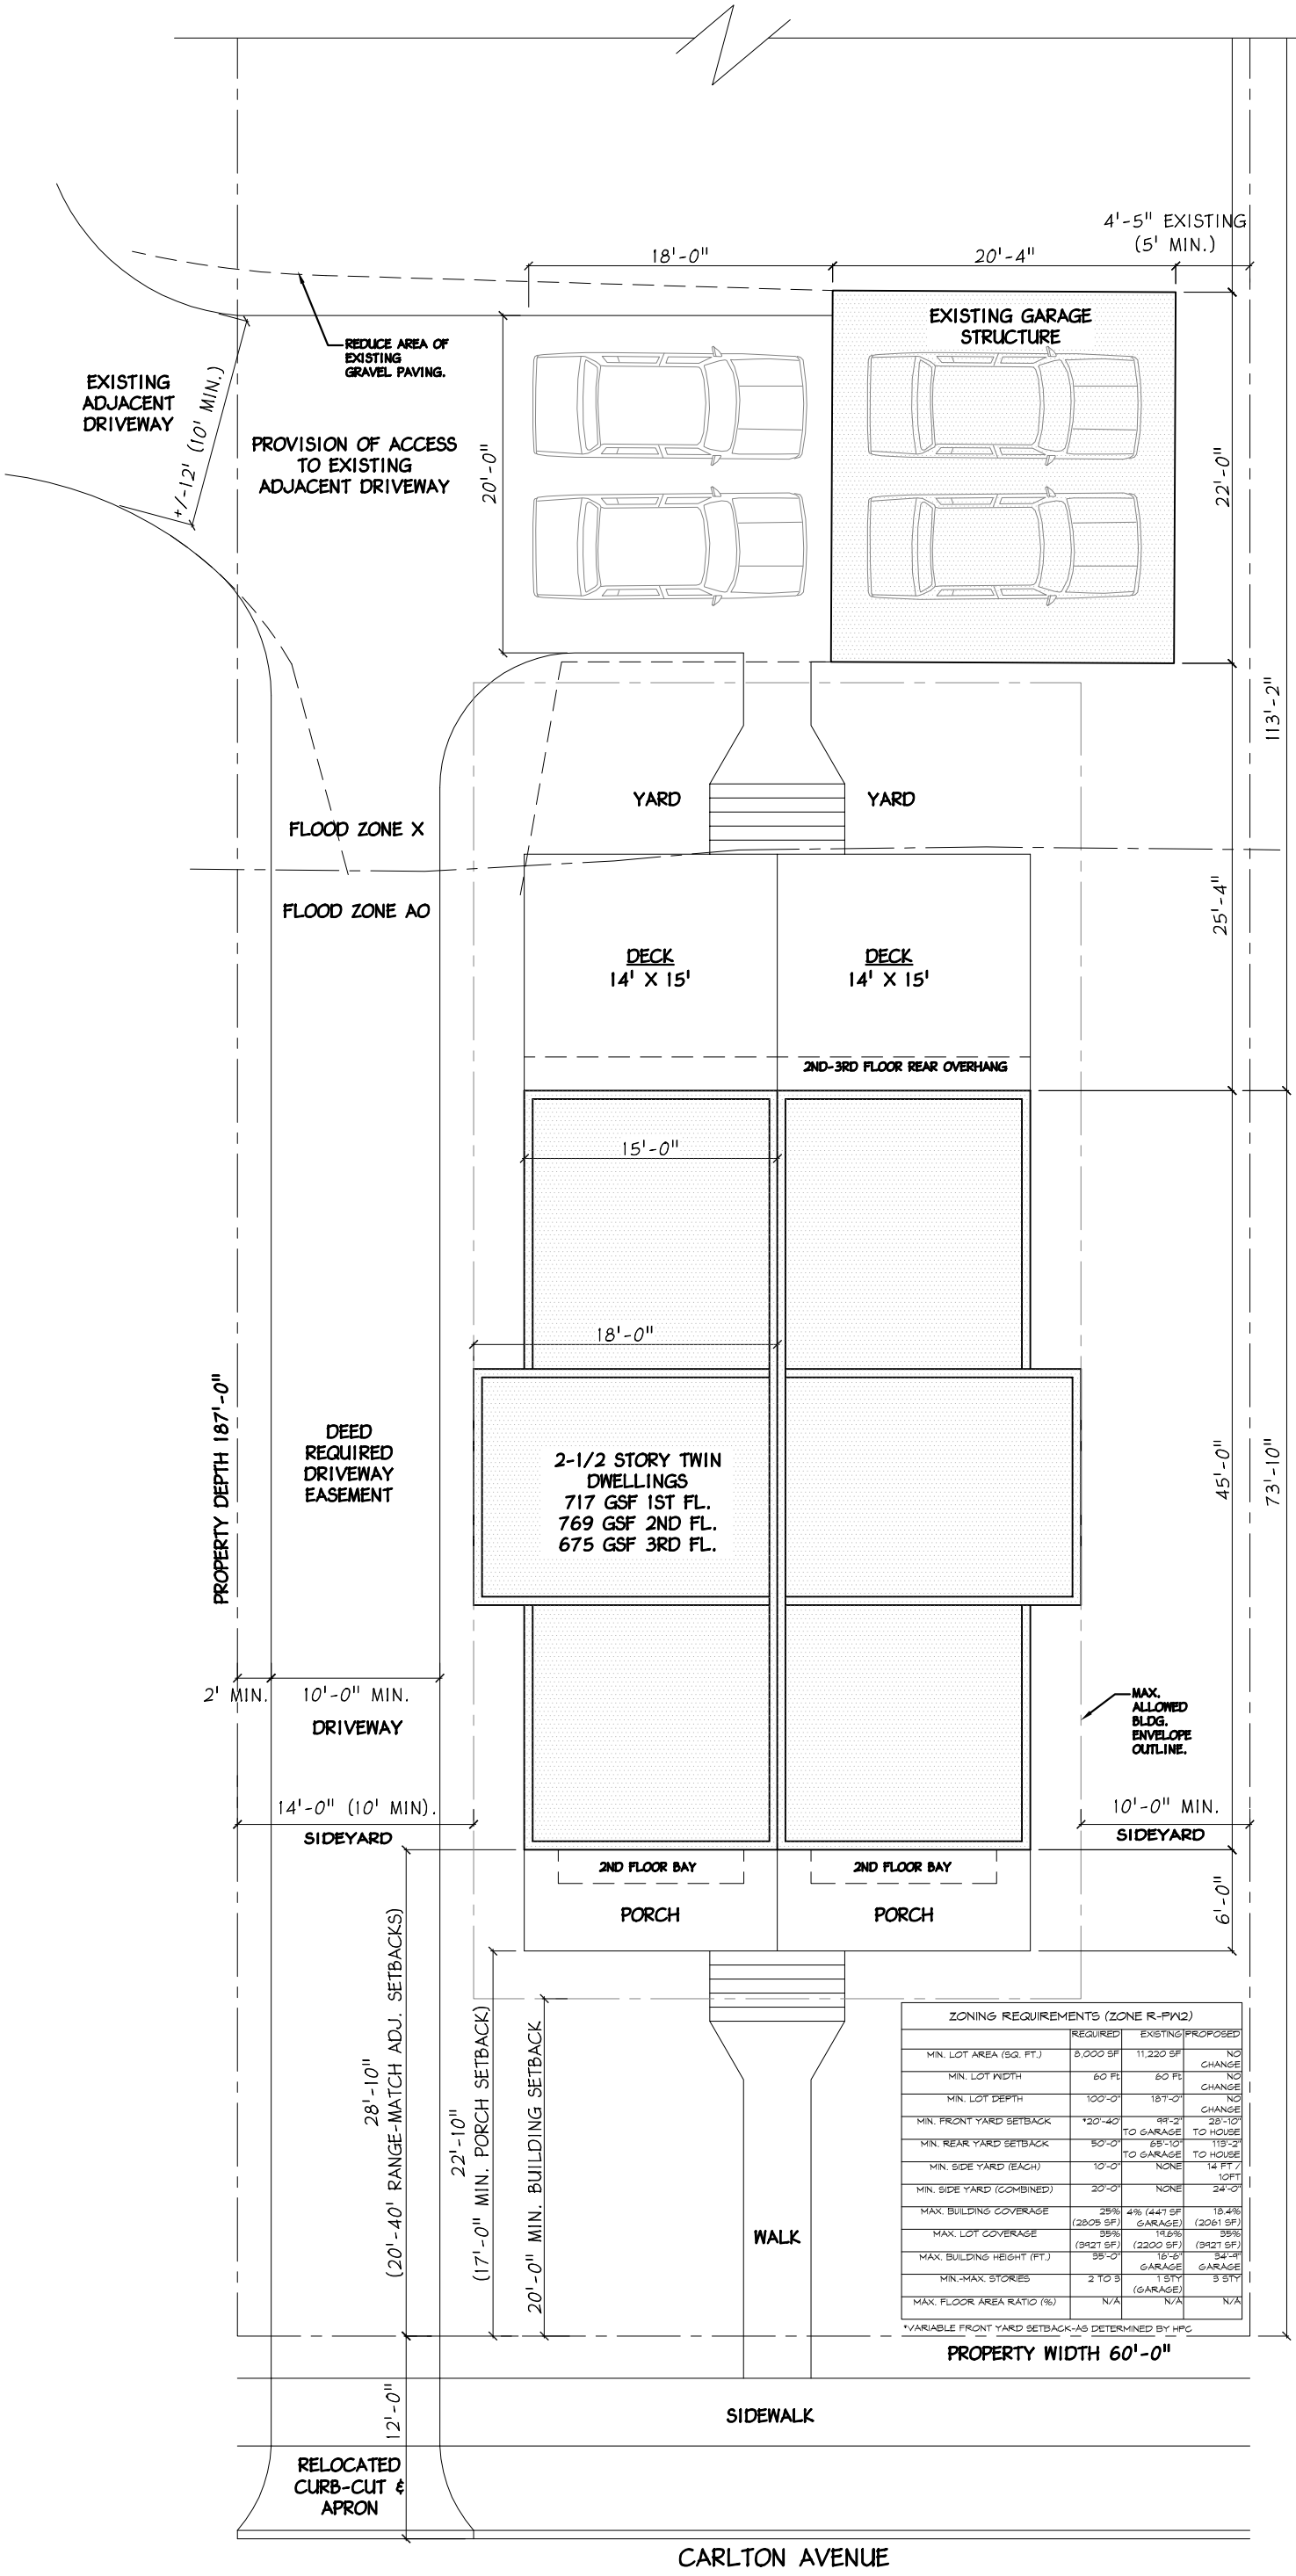 4'-5" EXISTING
(5' MIN.)
18'-0"
20'-4"
EXISTING GARAGE
STRUCTURE
REDUCE AREA OF
EXISTING
GRAVEL PAVING.
EXISTING
ADJACENT
DRIVEWAY
+/-12' (10' MIN.)
PROVISION OF ACCESS
TO EXISTING
ADJACENT DRIVEWAY
20'-0"
22'-0"
113'-2"
YARD
YARD
FLOOD ZONE X
FLOOD ZONE AO
25'-4"
DECK
14' X 15'
DECK
14' X 15'
2ND-3RD FLOOR REAR OVERHANG
15'-0"
18'-0"
PROPERTY DEPTH 187'-0"
DEED
REQUIRED
DRIVEWAY
EASEMENT
2-1/2 STORY TWIN
DWELLINGS
717 GSF 1ST FL.
769 GSF 2ND FL.
675 GSF 3RD FL.
45'-0"
73'-10"
2' MIN.
10'-0" MIN.
DRIVEWAY
MAX.
ALLOWED
BLDG.
ENVELOPE
OUTLINE.
14'-0" (10' MIN).
SIDEYARD
10'-0" MIN.
SIDEYARD
2ND FLOOR BAY
2ND FLOOR BAY
PORCH
PORCH
6'-0"
28'-10"
(20'-40' RANGE-MATCH ADJ. SETBACKS)
22'-10"
(17'-0" MIN. PORCH SETBACK)
20'-0" MIN. BUILDING SETBACK
WALK
ZONING REQUIREMENTS (ZONE R-PW2)
REQUIRED EXISTING PROPOSED
MIN. LOT AREA (SQ. FT.) 8,000 SF 11,220 SF NO
CHANGE
MIN. LOT WIDTH 60 Ft 60 Ft NO
CHANGE
MIN. LOT DEPTH 100'-0" 187'-0" NO
CHANGE
MIN. FRONT YARD SETBACK *20'-40' 99'-2" 28'-10"
TO GARAGE TO HOUSE
MIN. REAR YARD SETBACK 50'-0" 65'-10" 113'-2"
TO GARAGE TO HOUSE
MIN. SIDE YARD (EACH) 10'-0" NONE 14 FT /
10FT
MIN. SIDE YARD (COMBINED) 20'-0" NONE 24'-0"
MAX. BUILDING COVERAGE 25% 4% (447 SF 18.4%
(2805 SF) GARAGE) (2061 SF)
MAX. LOT COVERAGE 35% 19.6% 35%
(3927 SF) (2200 SF) (3927 SF)
MAX. BUILDING HEIGHT (FT.) 35'-0" 16'-6" 34'-9"
GARAGE GARAGE
MIN.-MAX. STORIES 2 TO 3 1 STY 3 STY
(GARAGE)
MAX. FLOOR AREA RATIO (%) N/A N/A N/A
*VARIABLE FRONT YARD SETBACK-AS DETERMINED BY HPC
PROPERTY WIDTH 60'-0"
12'-0"
SIDEWALK
RELOCATED
CURB-CUT &
APRON
CARLTON AVENUE